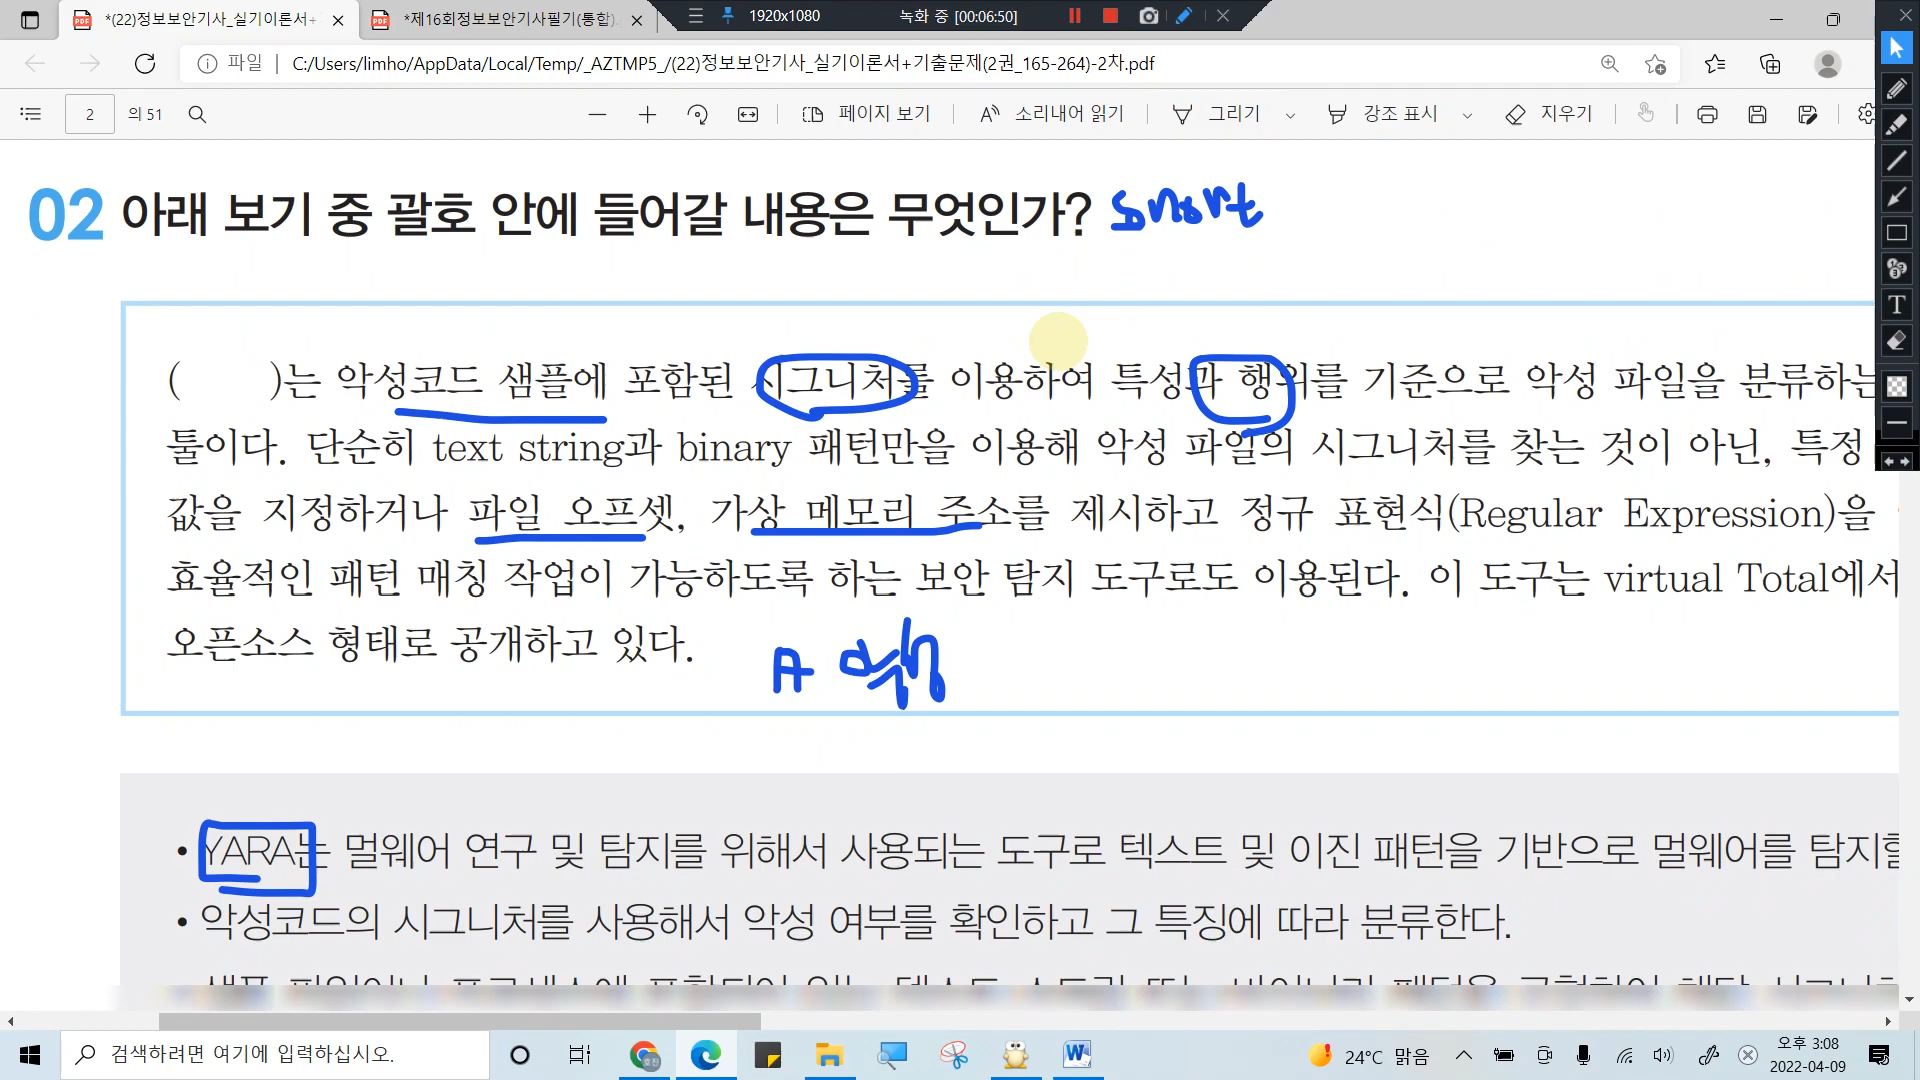 *(22)정보보안기사_실기이론서+
*제16회정보보안기사필기(통합)
1920x1080
녹화 중 [00:06:50]
파일
C:/Users/limho/AppData/Local/Temp/_AZTMP5_/(22)정보보안기사_실기이론서+기출문제(2권_165-264)-2차.pdf
2 의 51
페이지 보기
소리내어 읽기
그리기
강조 표시
지우기
02 아래 보기 중 괄호 안에 들어갈 내용은 무엇인가? snort
( )는 악성코드 샘플에 포함된 시그니처를 이용하여 특성과 행위를 기준으로 악성 파일을 분류하는
툴이다. 단순히 text string과 binary 패턴만을 이용해 악성 파일의 시그니처를 찾는 것이 아닌, 특정
값을 지정하거나 파일 오프셋, 가상 메모리 주소를 제시하고 정규 표현식(Regular Expression)을
효율적인 패턴 매칭 작업이 가능하도록 하는 보안 탐지 도구로도 이용된다. 이 도구는 virtual Total에서
오픈소스 형태로 공개하고 있다.
A
• YARA는 멀웨어 연구 및 탐지를 위해서 사용되는 도구로 텍스트 및 이진 패턴을 기반으로 멀웨어를 탐지할
• 악성코드의 시그니처를 사용해서 악성 여부를 확인하고 그 특징에 따라 분류한다.
검색하려면 여기에 입력하십시오.
24°C 맑음
오후 3:08
2022-04-09